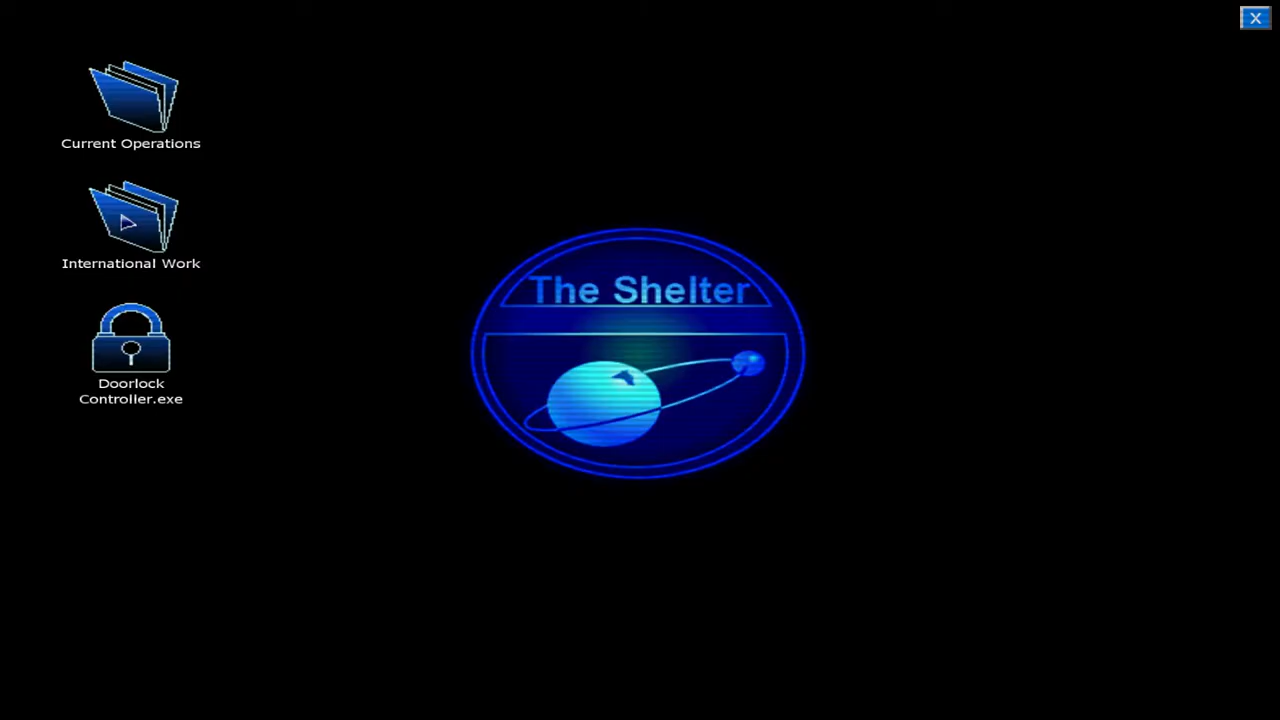 X
Current Operations
International Work
Doorlock
Controller.exe
The Shelter